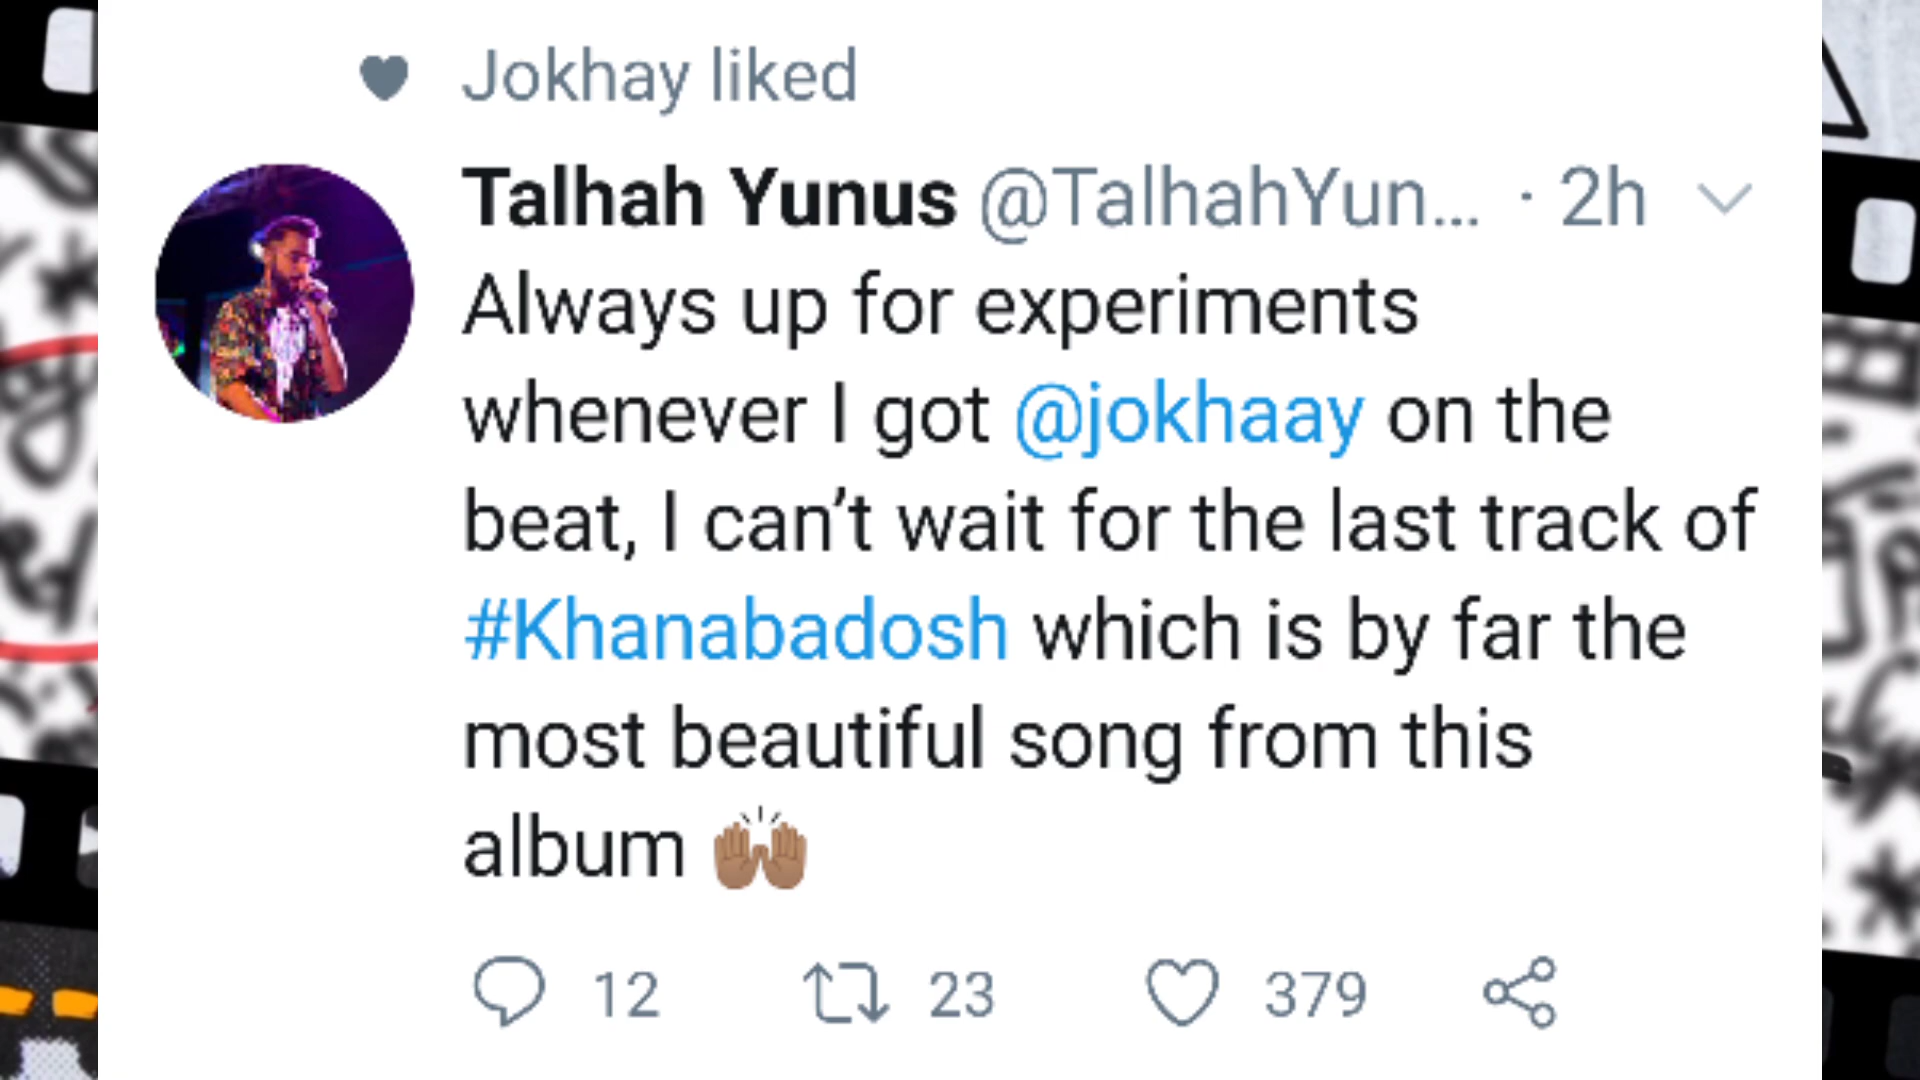 Jokhay liked
Talhah Yunus @TalhahYun... · 2h
Always up for experiments
whenever I got @jokhaay on the
beat, I can’t wait for the last track of
#Khanabadosh which is by far the
most beautiful song from this
album 🙌🏽
12 23 379